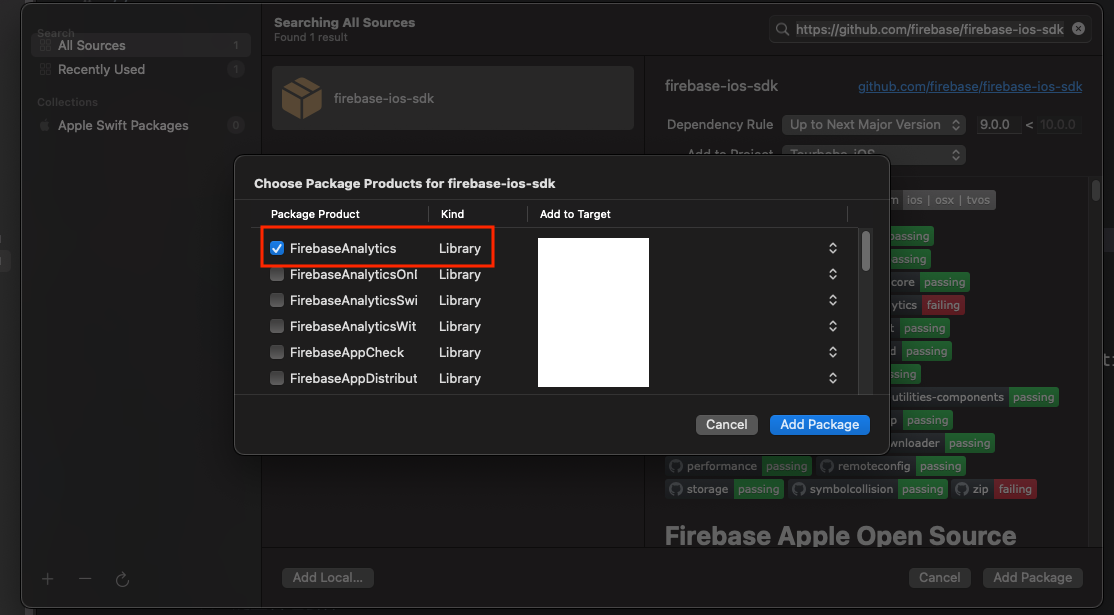 Search
All Sources 1
Recently Used 1
Collections
Apple Swift Packages 0
Searching All Sources
Found 1 result
https://github.com/firebase/firebase-ios-sdk
firebase-ios-sdk
firebase-ios-sdk
github.com/firebase/firebase-ios-sdk
Dependency Rule Up to Next Major Version 9.0.0 < 10.0.0
Add to Project
Choose Package Products for firebase-ios-sdk
Package Product Kind Add to Target
FirebaseAnalytics Library
FirebaseAnalyticsOnl Library
FirebaseAnalyticsSwi Library
FirebaseAnalyticsWit Library
FirebaseAppCheck Library
FirebaseAppDistribut Library
Cancel Add Package
ios | osx | tvos
passing
passing
core passing
failing
passing
passing
passing
utilities-components passing
passing
passing
performance passing remoteconfig passing
storage passing symbolcollision passing zip failing
Firebase Apple Open Source
Add Local...
Cancel Add Package